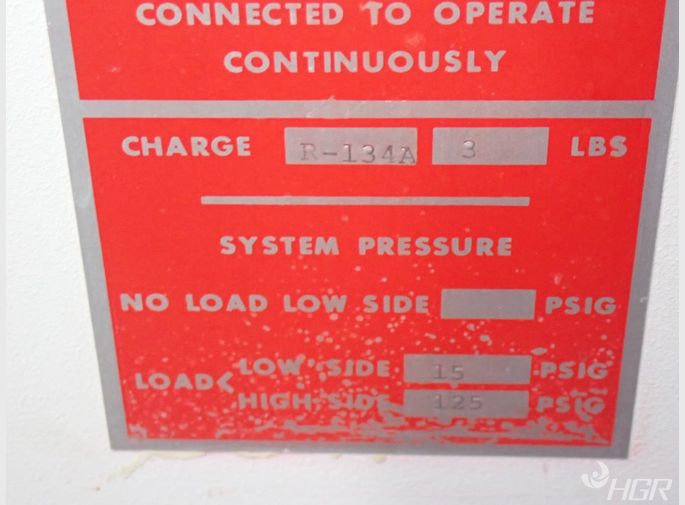 CONNECTED TO OPERATE
CONTINUOUSLY
CHARGE R-134A 3 LBS
SYSTEM PRESSURE
NO LOAD LOW SIDE PSIG
LOAD< LOW SIDE 15 PSIG
HIGH SIDE 125 PSIG
HGR